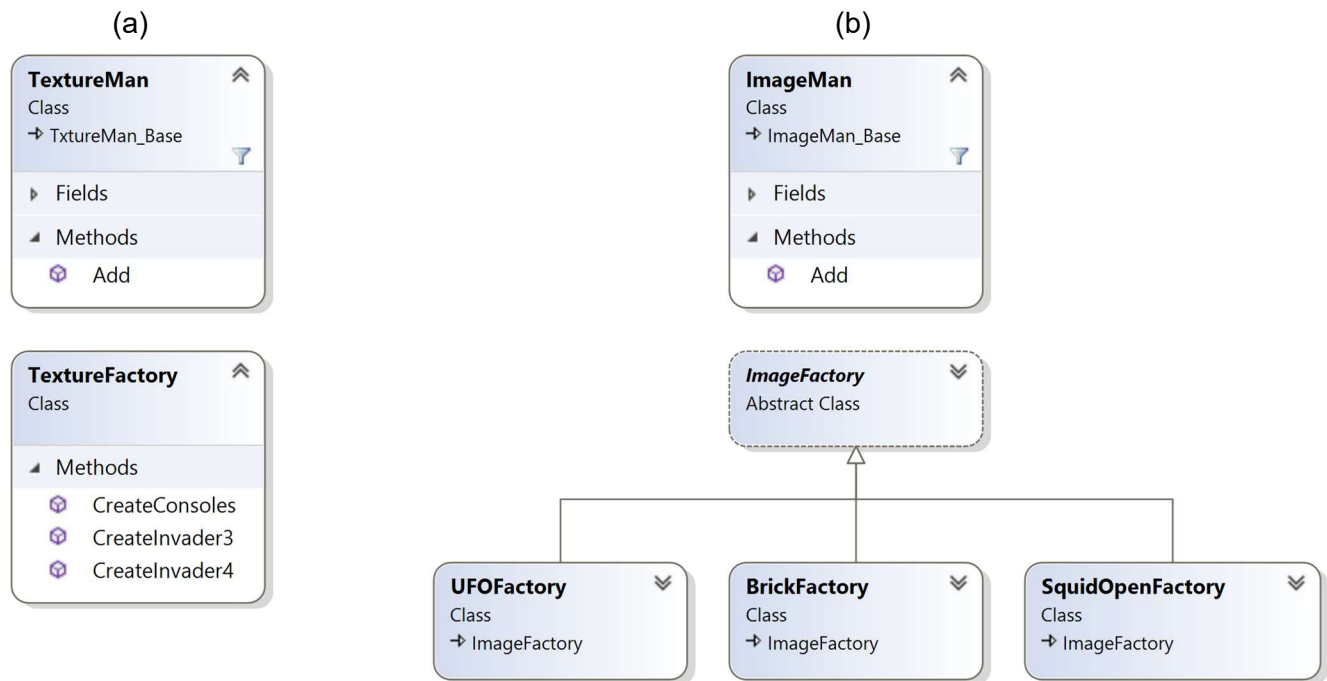 (a)
TextureMan
Class
TxtureMan_Base
Fields
Methods
Add
TextureFactory
Class
Methods
CreateConsoles
CreateInvader3
CreateInvader4
(b)
ImageMan
Class
ImageMan_Base
Fields
Methods
Add
ImageFactory
Abstract Class
UFOFactory
Class
ImageFactory
BrickFactory
Class
ImageFactory
SquidOpenFactory
Class
ImageFactory